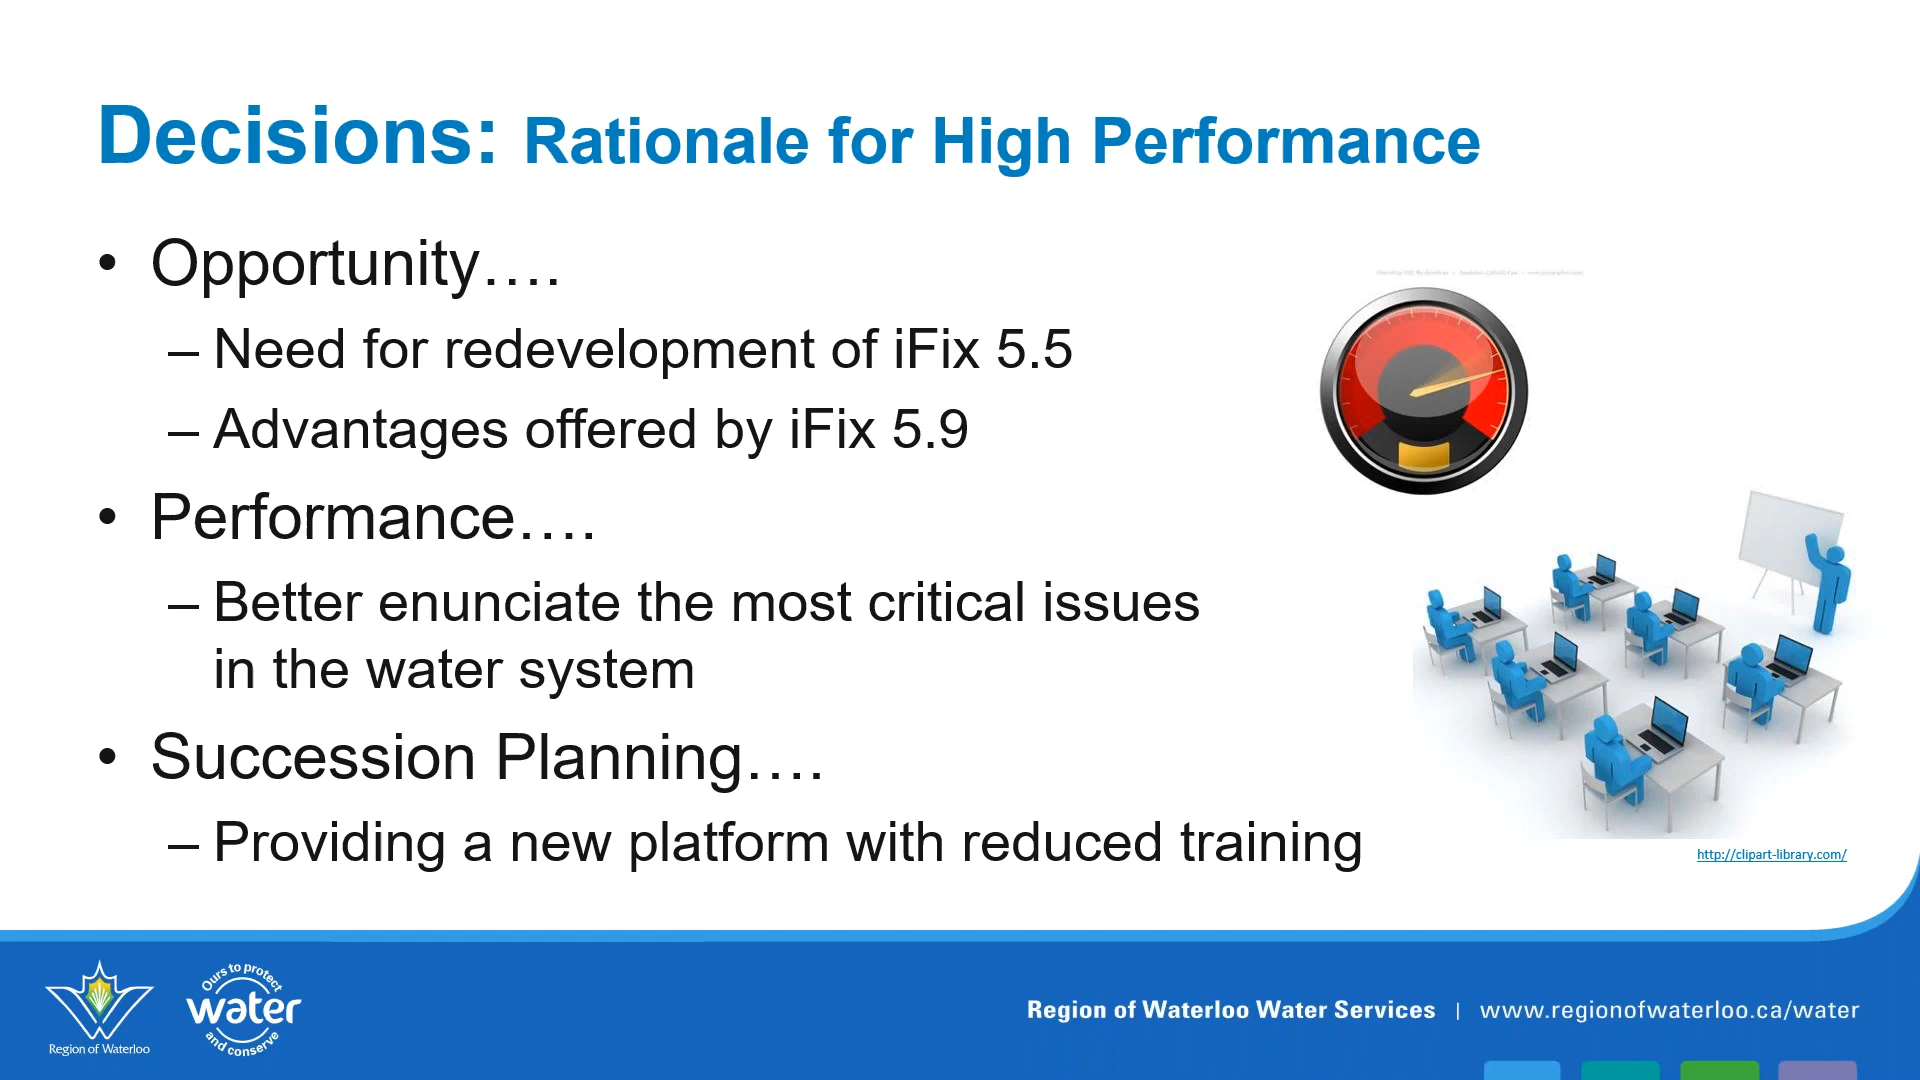 Decisions: Rationale for High Performance
• Opportunity….
– Need for redevelopment of iFix 5.5
– Advantages offered by iFix 5.9
• Performance….
– Better enunciate the most critical issues
in the water system
• Succession Planning….
– Providing a new platform with reduced training
http://clipart-library.com/
Region of Waterloo
Ours to protect
water
and conserve
Region of Waterloo Water Services | www.regionofwaterloo.ca/water